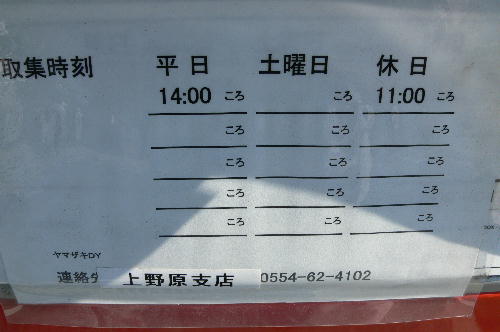 取集時刻 平日 土曜日 休日
14:00 ころ ころ 11:00 ころ
ころ ころ ころ
ころ ころ ころ
ころ ころ ころ
ころ ころ ころ
ヤマザキDY
連絡先 上野原支店 0554-62-4102